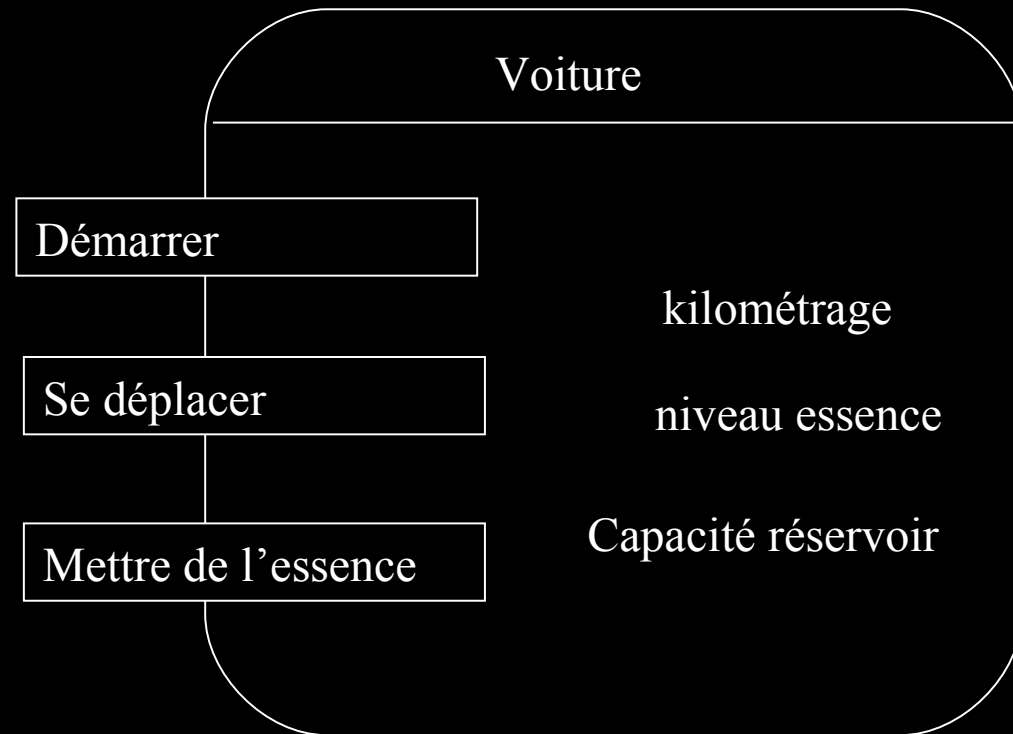 Voiture
Démarrer
kilométrage
Se déplacer
niveau essence
Capacité réservoir
Mettre de l’essence